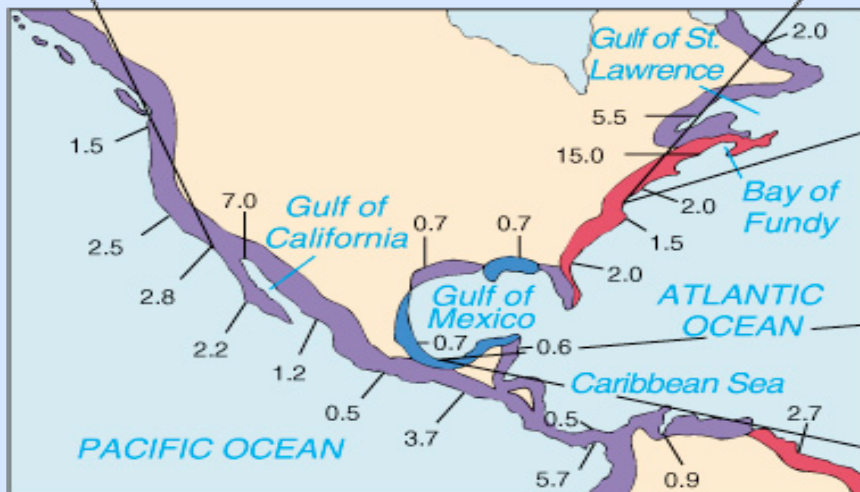 2.0
Gulf of St.
Lawrence
5.5
1.5
15.0
7.0
Gulf of
California
Bay of
Fundy
2.0
0.7
0.7
1.5
2.5
2.0
2.8
Gulf of
Mexico
ATLANTIC
OCEAN
2.2
0.7
0.6
1.2
Caribbean Sea
0.5
0.5
2.7
3.7
PACIFIC OCEAN
5.7
0.9